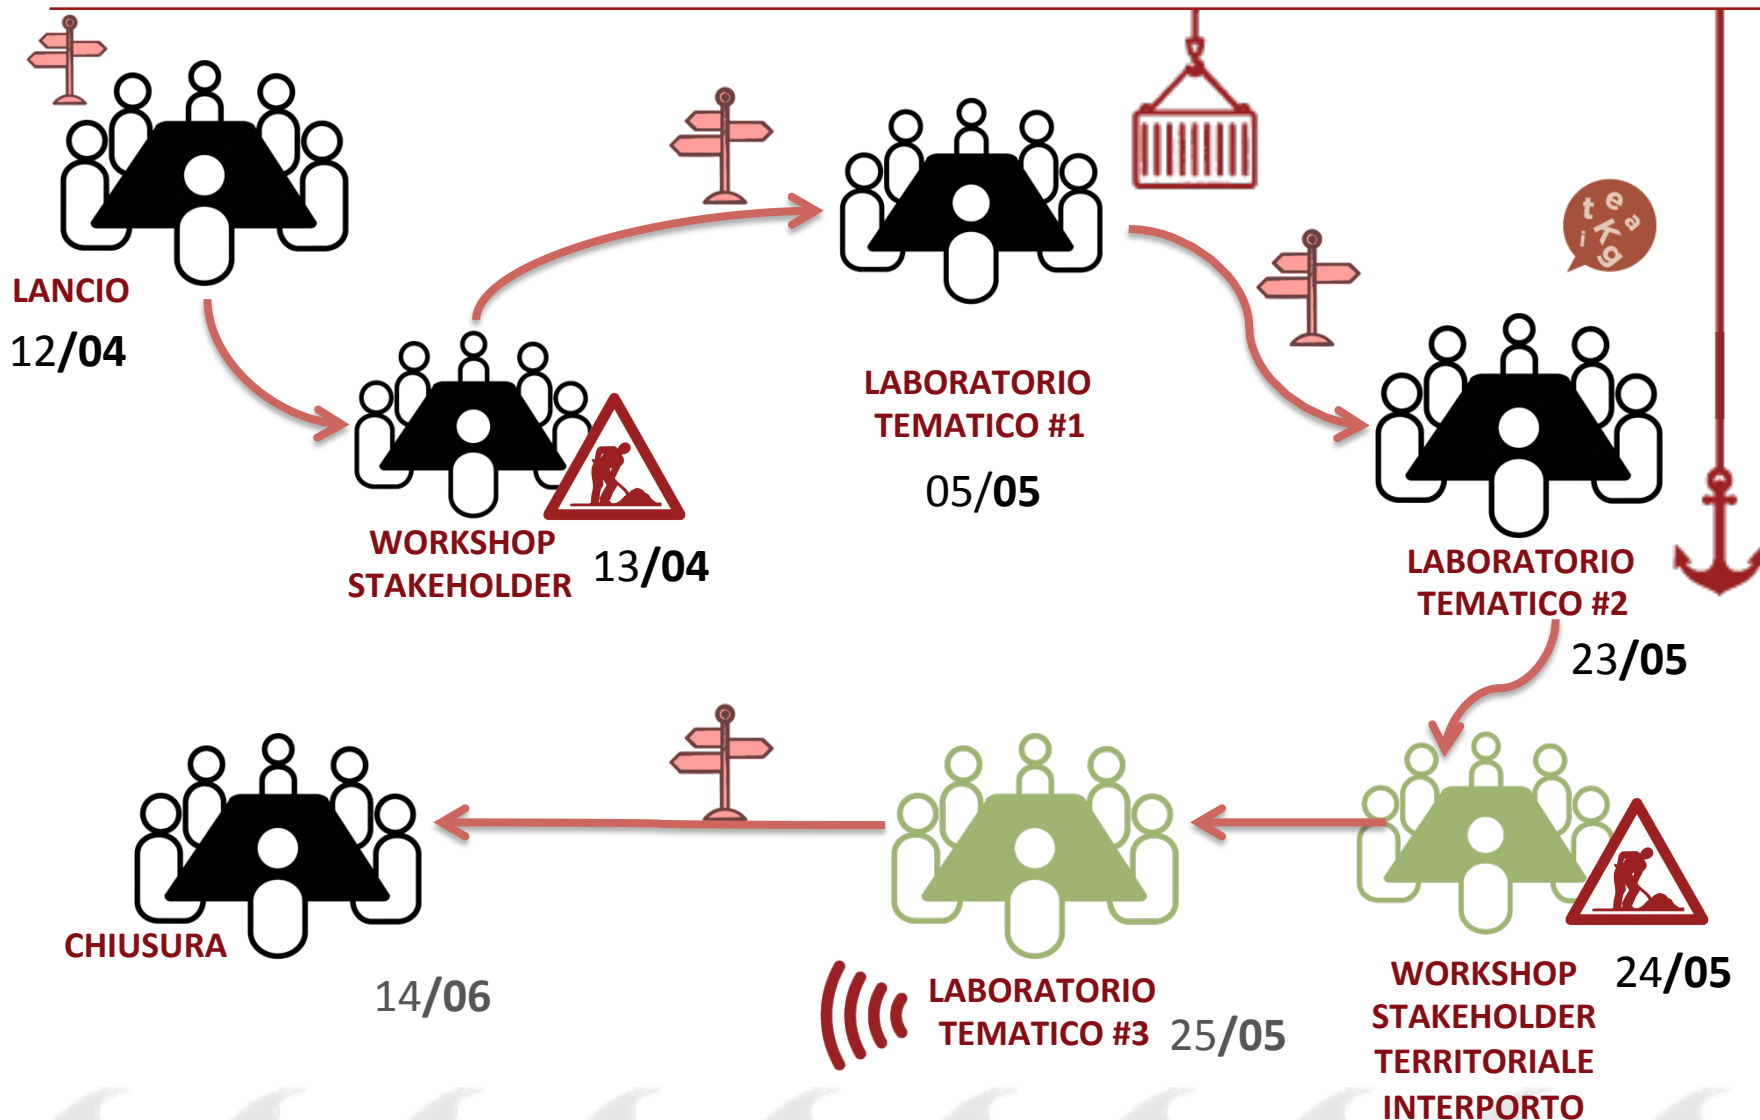 LANCIO
12/04
WORKSHOP
STAKEHOLDER
13/04
LABORATORIO
TEMATICO #1
05/05
t e a
i K g
LABORATORIO
TEMATICO #2
23/05
WORKSHOP
STAKEHOLDER
TERRITORIALE
INTERPORTO
24/05
LABORATORIO
TEMATICO #3
25/05
CHIUSURA
14/06